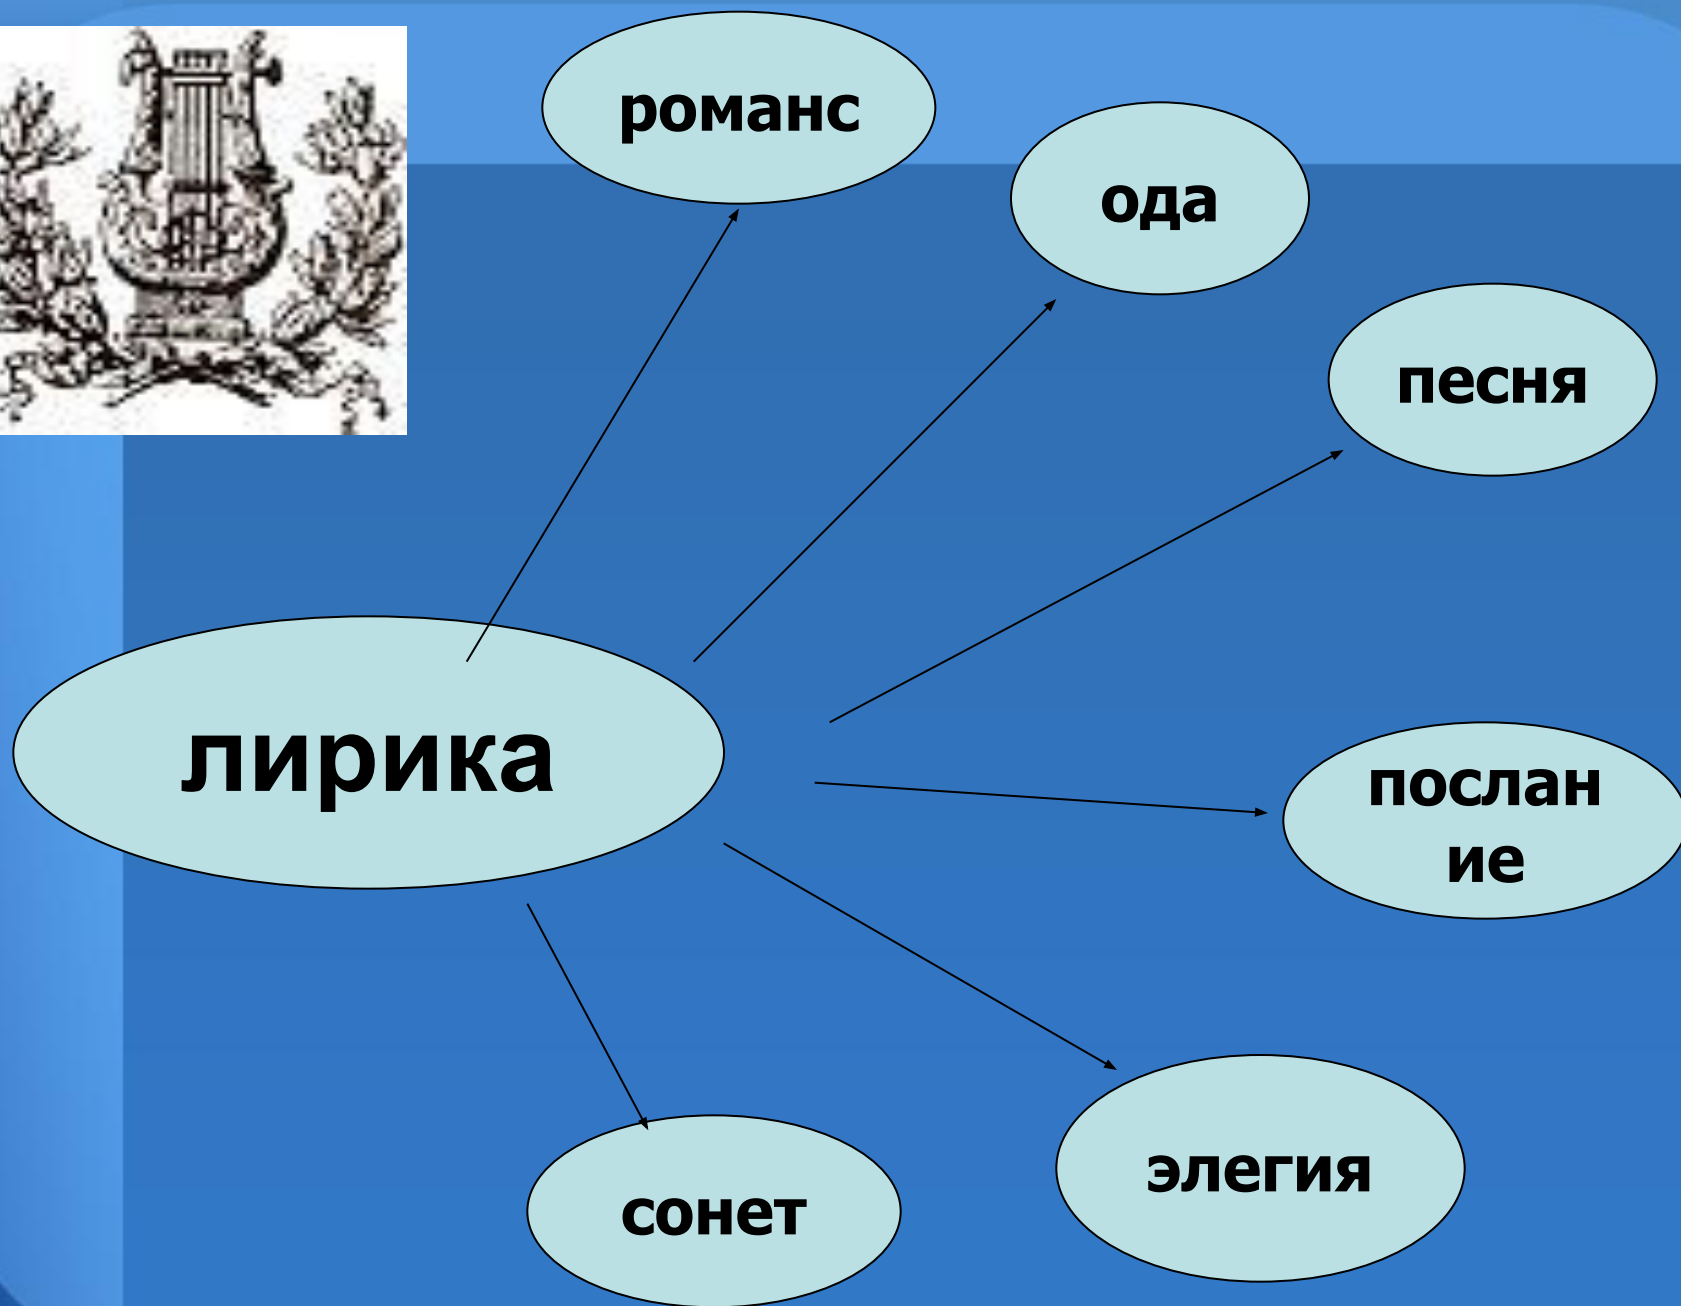 романс
ода
песня
лирика
послан
ие
элегия
сонет